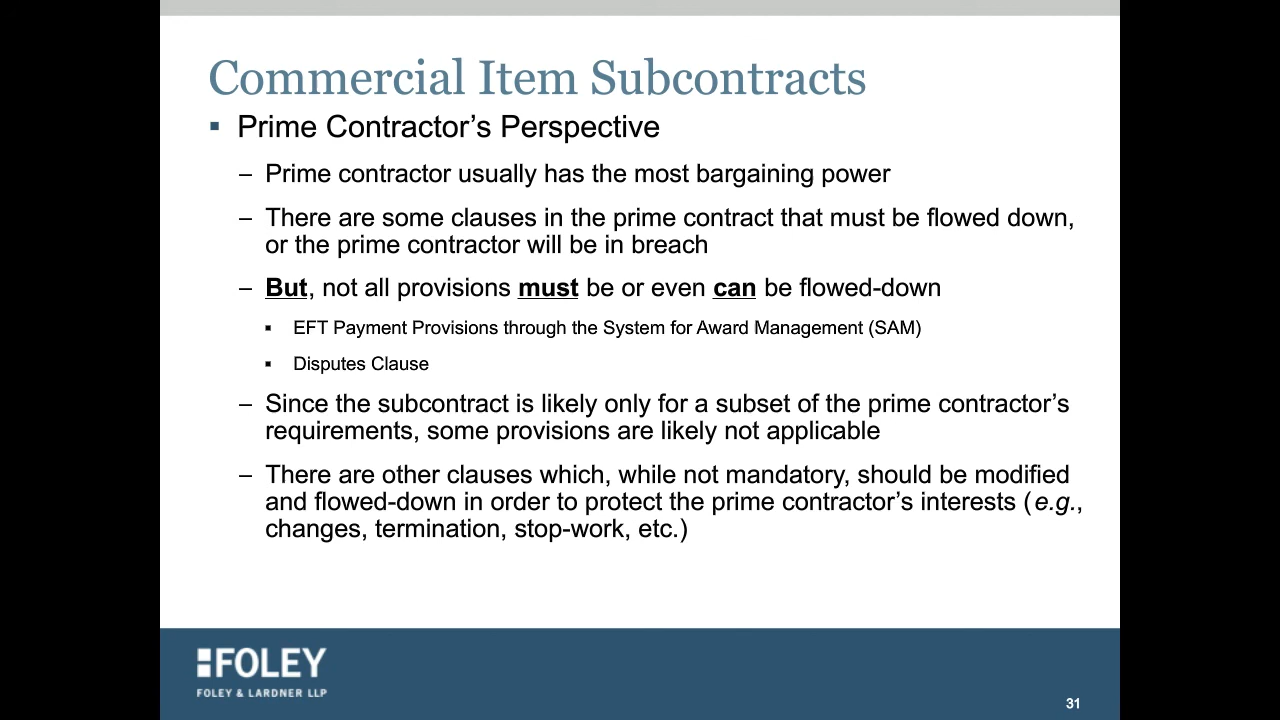 Commercial Item Subcontracts
▪ Prime Contractor’s Perspective
– Prime contractor usually has the most bargaining power
– There are some clauses in the prime contract that must be flowed down,
or the prime contractor will be in breach
– But, not all provisions must be or even can be flowed-down
▪ EFT Payment Provisions through the System for Award Management (SAM)
▪ Disputes Clause
– Since the subcontract is likely only for a subset of the prime contractor’s
requirements, some provisions are likely not applicable
– There are other clauses which, while not mandatory, should be modified
and flowed-down in order to protect the prime contractor’s interests (e.g.,
changes, termination, stop-work, etc.)
FOLEY
FOLEY & LARDNER LLP
31